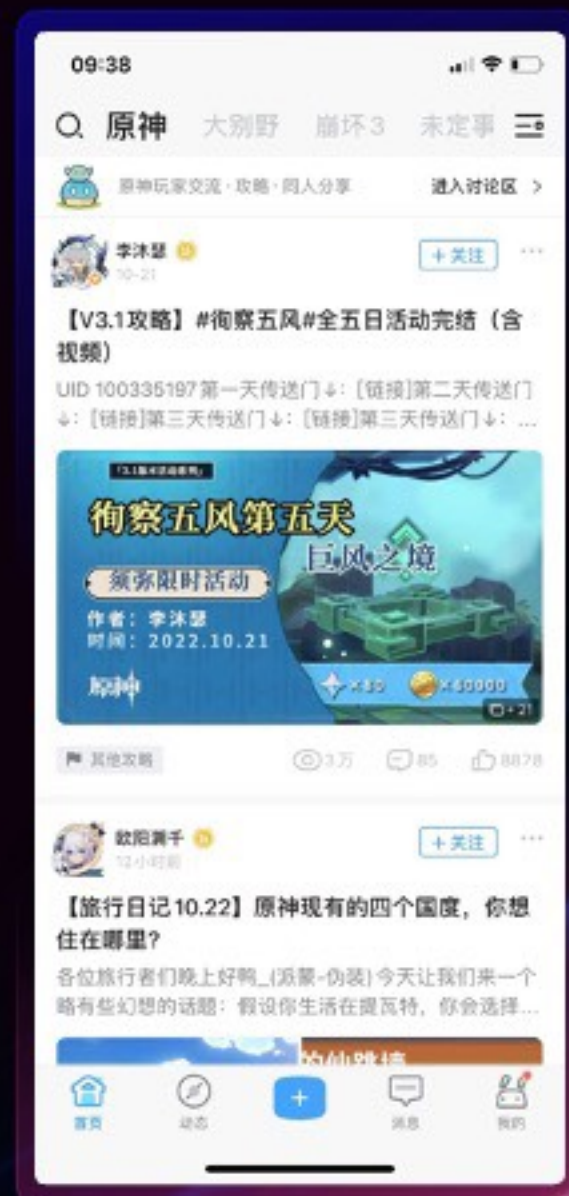 09:38
原神 大别野 崩坏3 未定事
原神玩家交流·攻略·同人分享 进入讨论区 >
李沐瑟 + 关注
10-21
【V3.1攻略】#徇察五风#全五日活动完结（含
视频）
UID 100335197 第一天传送门↓：[链接]第二天传送门
↓：[链接]第三天传送门↓：[链接]第三天传送门↓：...
徇察五风第五天
巨风之境
须弥限时活动
作者：李沐瑟
时间：2022.10.21
原神
×80 ×60000
+21
其他攻略 3万 85 8878
欧阳漪千 + 关注
12小时前
【旅行日记10.22】原神现有的四个国度，你想
住在哪里？
各位旅行者们晚上好鸭_(派蒙-伪装)今天让我们来一个
略有些幻想的话题：假设你生活在提瓦特，你会选择...
的仙跳墙
首页 动态 + 消息 我的